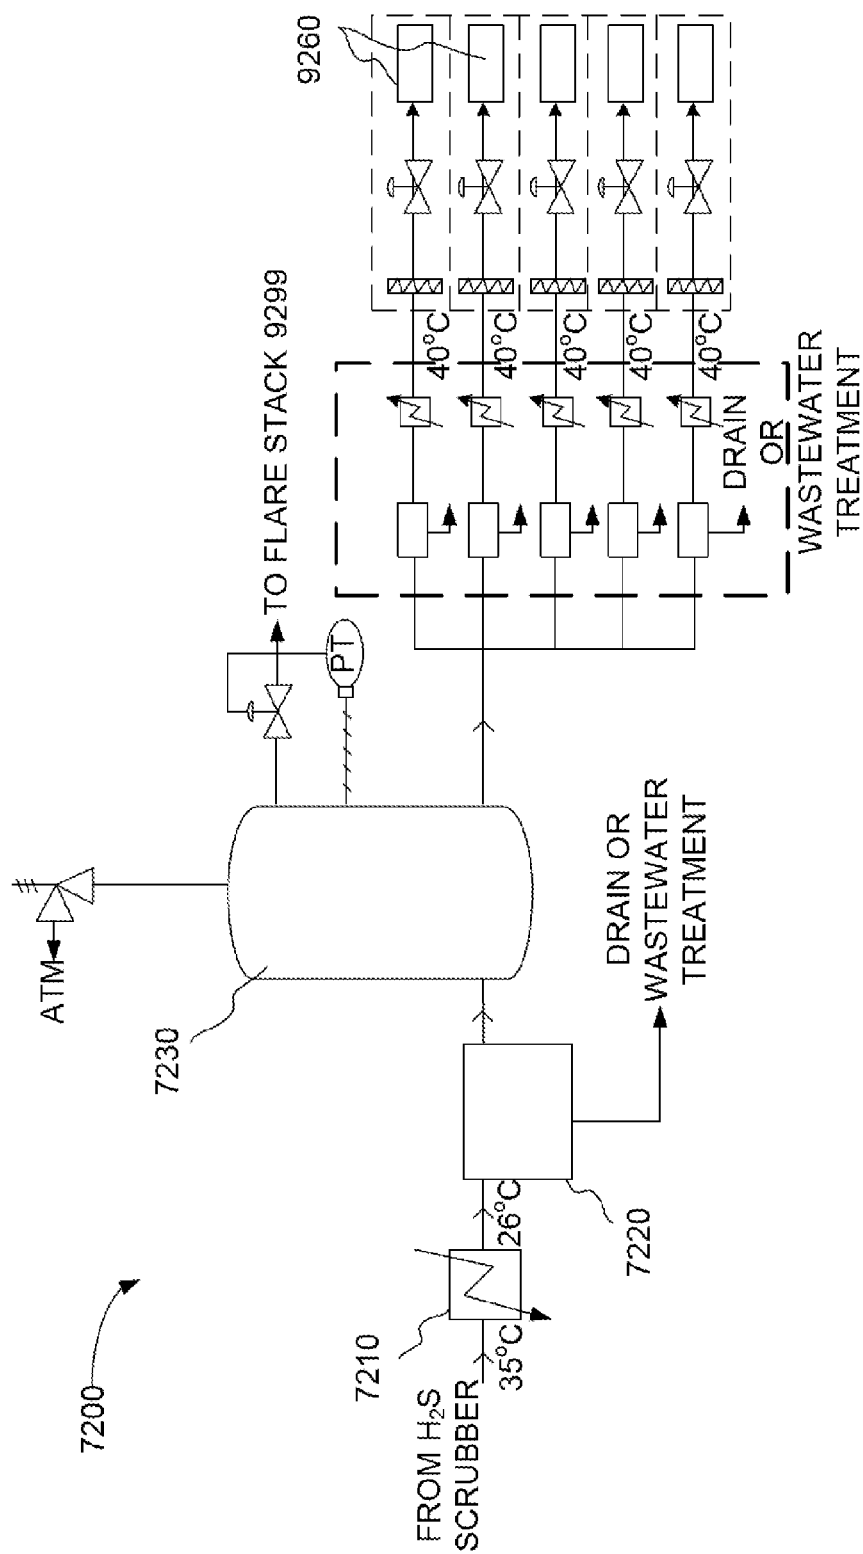 7200
FROM H₂S
SCRUBBER
35°C
7210
26°C
7220
DRAIN OR
WASTEWATER
TREATMENT
7230
ATM
PT
TO FLARE STACK 9299
40°C
40°C
40°C
40°C
40°C
DRAIN
OR
WASTEWATER
TREATMENT
9260